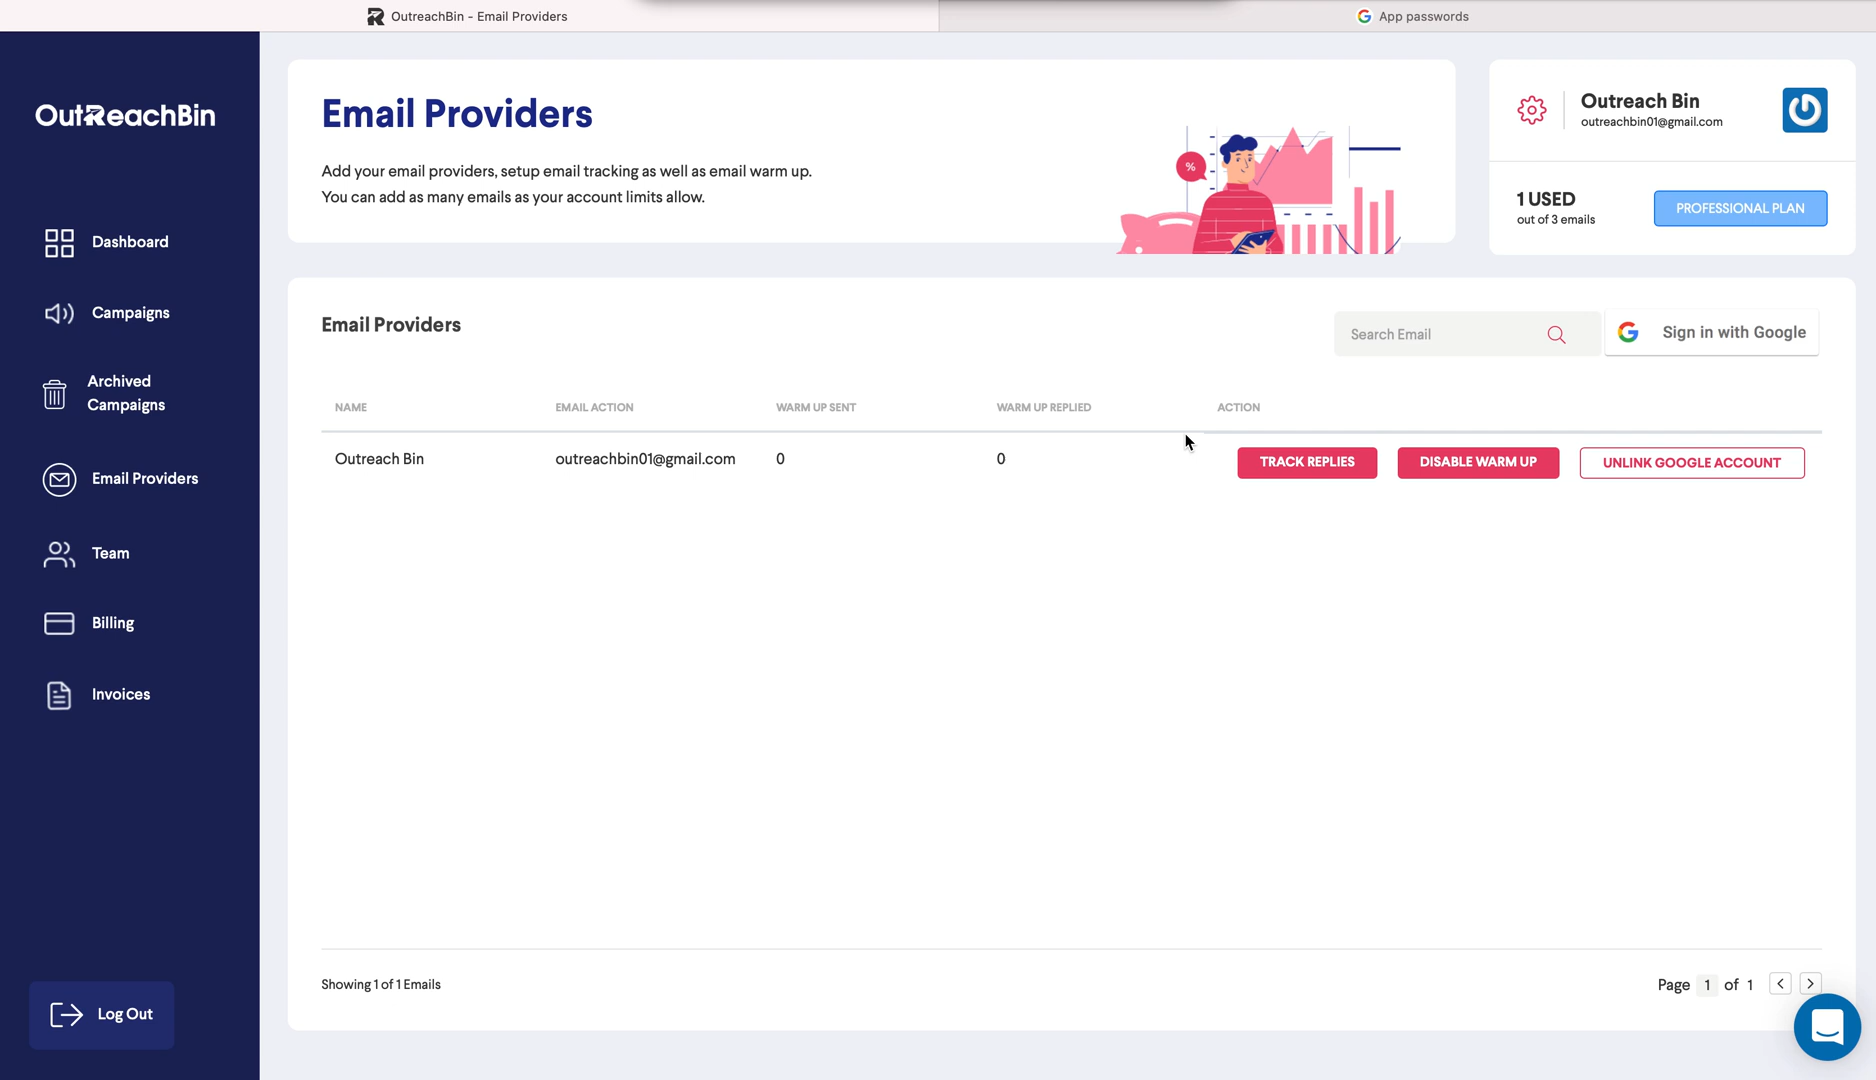 OutreachBin - Email Providers
App passwords
OutReachBin
Dashboard
Campaigns
Archived
Campaigns
Email Providers
Team
Billing
Invoices
Log Out
Email Providers
Add your email providers, setup email tracking as well as email warm up.
You can add as many emails as your account limits allow.
%
Outreach Bin
outreachbin01@gmail.com
1 USED
out of 3 emails
PROFESSIONAL PLAN
Email Providers
Search Email
Sign in with Google
NAME EMAIL ACTION WARM UP SENT WARM UP REPLIED ACTION
Outreach Bin outreachbin01@gmail.com 0 0 TRACK REPLIES DISABLE WARM UP UNLINK GOOGLE ACCOUNT
Showing 1 of 1 Emails
Page 1 of 1